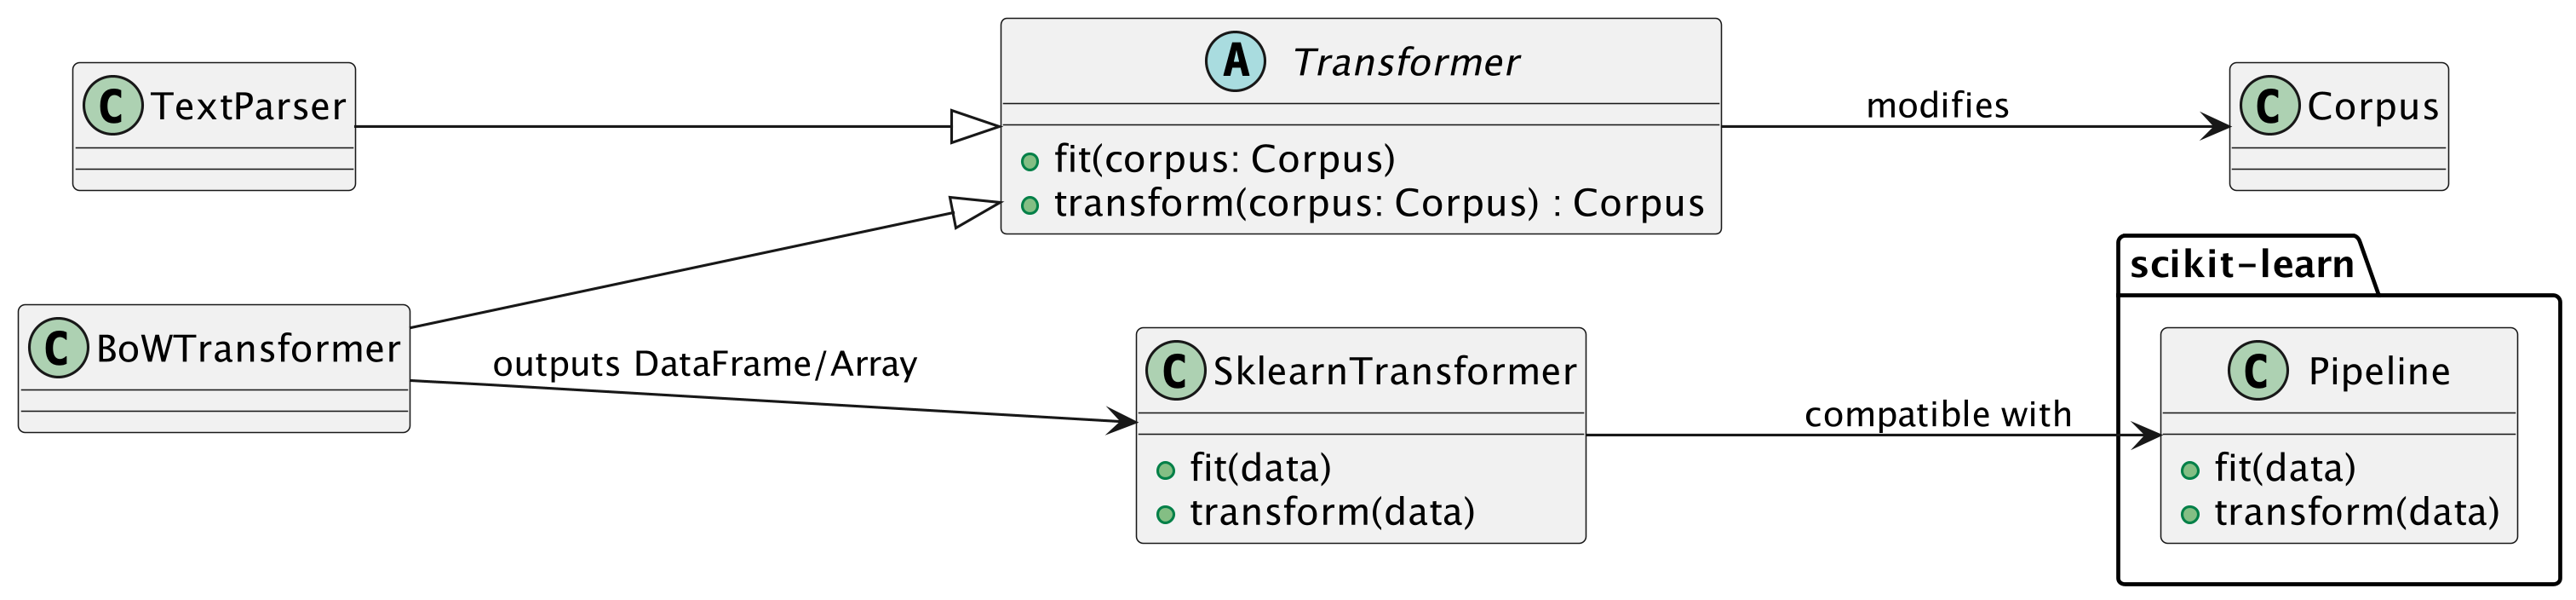 C TextParser
A Transformer
fit(corpus: Corpus)
transform(corpus: Corpus) : Corpus
modifies
C Corpus
C BoWTransformer
outputs DataFrame/Array
C SklearnTransformer
fit(data)
transform(data)
compatible with
scikit-learn
C Pipeline
fit(data)
transform(data)